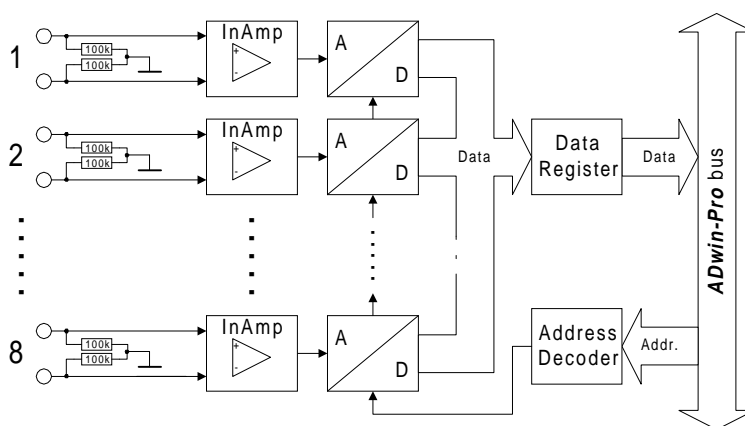 1
100k
100k
InAmp
+
-
A
D
2
100k
100k
InAmp
+
-
A
D
Data
Data
Register
Data
ADwin-Pro bus
8
100k
100k
InAmp
+
-
A
D
Address
Decoder
Addr.